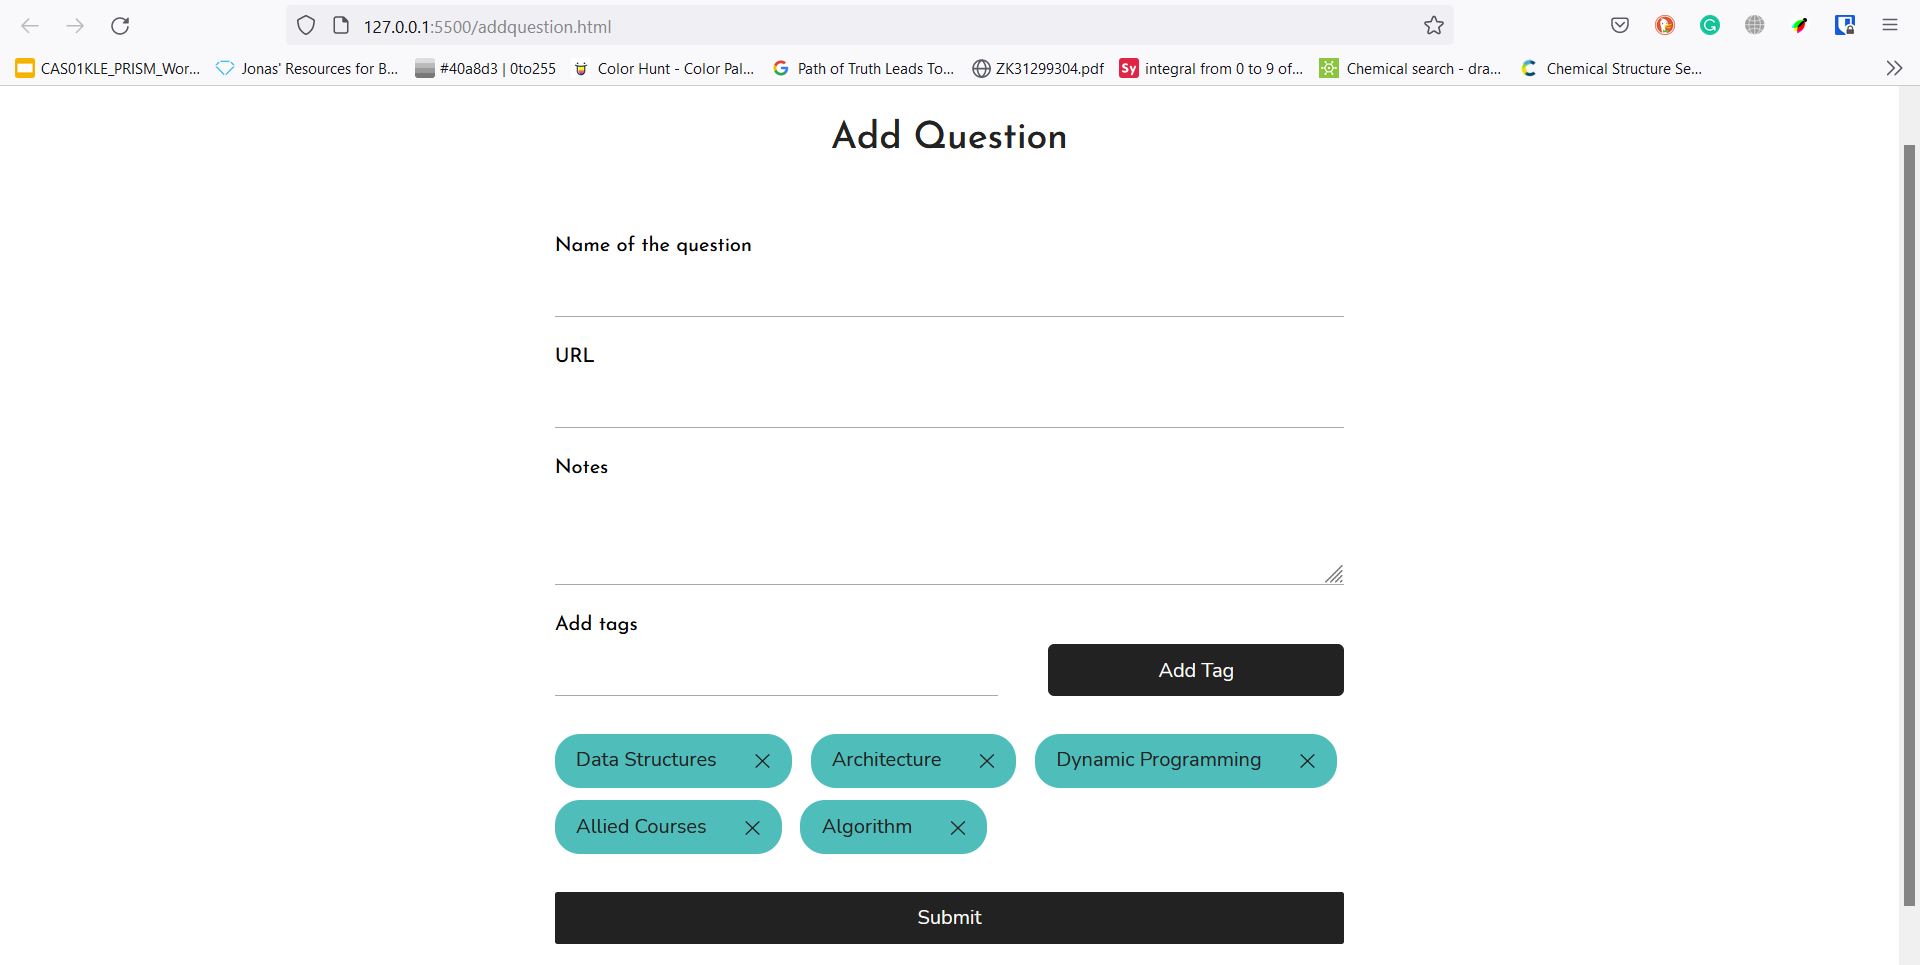 127.0.0.1:5500/addquestion.html
CAS01KLE_PRISM_Wor... Jonas' Resources for B... #40a8d3 | 0to255 Color Hunt - Color Pal... Path of Truth Leads To... ZK31299304.pdf Sy integral from 0 to 9 of... Chemical search - dra... Chemical Structure Se...
Add Question
Name of the question
URL
Notes
Add tags
Add Tag
Data Structures Architecture Dynamic Programming
Allied Courses Algorithm
Submit